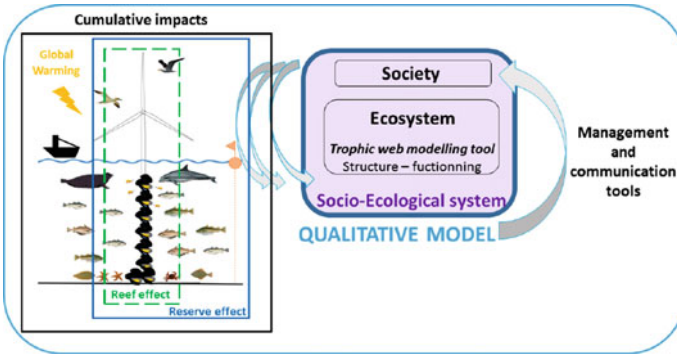 Cumulative impacts
Global
Warming
Reef effect
Reserve effect
Society
Ecosystem
Trophic web modelling tool
Structure – fuctionning
Socio-Ecological system
QUALITATIVE MODEL
Management
and
communication
tools